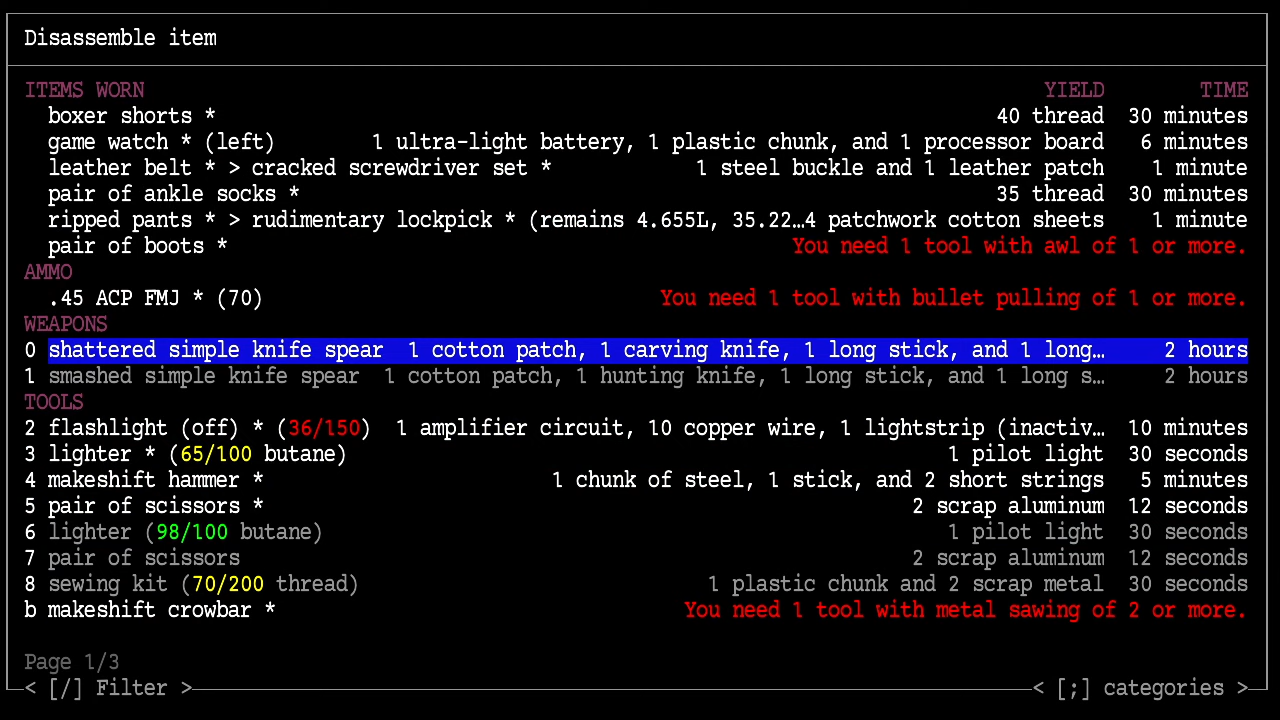 Disassemble item
ITEMS WORN YIELD TIME
boxer shorts * 40 thread 30 minutes
game watch * (left) 1 ultra-light battery, 1 plastic chunk, and 1 processor board 6 minutes
leather belt * > cracked screwdriver set * 1 steel buckle and 1 leather patch 1 minute
pair of ankle socks * 35 thread 30 minutes
ripped pants * > rudimentary lockpick * (remains 4.655L, 35.22…4 patchwork cotton sheets 1 minute
pair of boots * You need 1 tool with awl of 1 or more.
AMMO
.45 ACP FMJ * (70) You need 1 tool with bullet pulling of 1 or more.
WEAPONS
0 shattered simple knife spear 1 cotton patch, 1 carving knife, 1 long stick, and 1 long… 2 hours
1 smashed simple knife spear 1 cotton patch, 1 hunting knife, 1 long stick, and 1 long s… 2 hours
TOOLS
2 flashlight (off) * (36/150) 1 amplifier circuit, 10 copper wire, 1 lightstrip (inactiv… 10 minutes
3 lighter * (65/100 butane) 1 pilot light 30 seconds
4 makeshift hammer * 1 chunk of steel, 1 stick, and 2 short strings 5 minutes
5 pair of scissors * 2 scrap aluminum 12 seconds
6 lighter (98/100 butane) 1 pilot light 30 seconds
7 pair of scissors 2 scrap aluminum 12 seconds
8 sewing kit (70/200 thread) 1 plastic chunk and 2 scrap metal 30 seconds
b makeshift crowbar * You need 1 tool with metal sawing of 2 or more.
Page 1/3
< [/] Filter > < [;] categories >